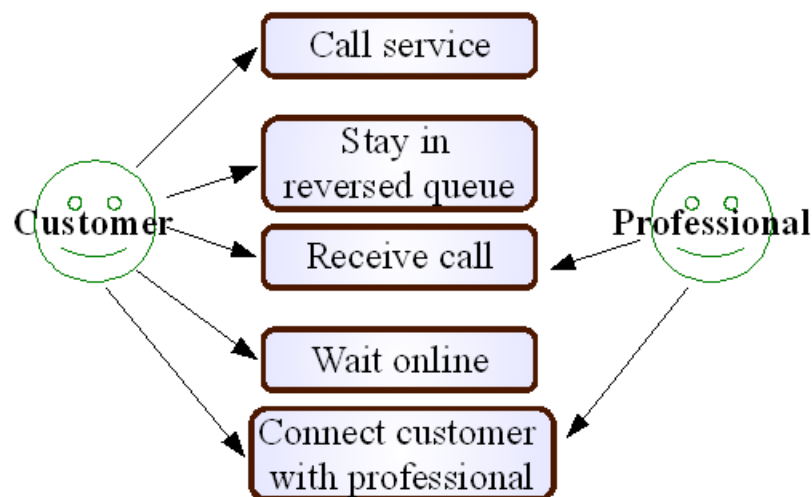 Call service
Stay in
reversed queue
Customer
Professional
Receive call
Wait online
Connect customer
with professional